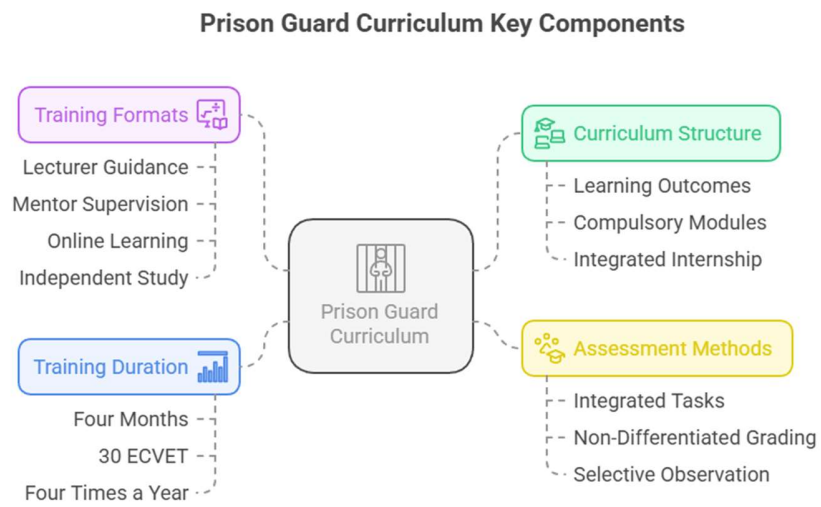 Prison Guard Curriculum Key Components
Training Formats
Lecturer Guidance
Mentor Supervision
Online Learning
Independent Study
Training Duration
Four Months
30 ECVET
Four Times a Year
Prison Guard
Curriculum
Curriculum Structure
Learning Outcomes
Compulsory Modules
Integrated Internship
Assessment Methods
Integrated Tasks
Non-Differentiated Grading
Selective Observation